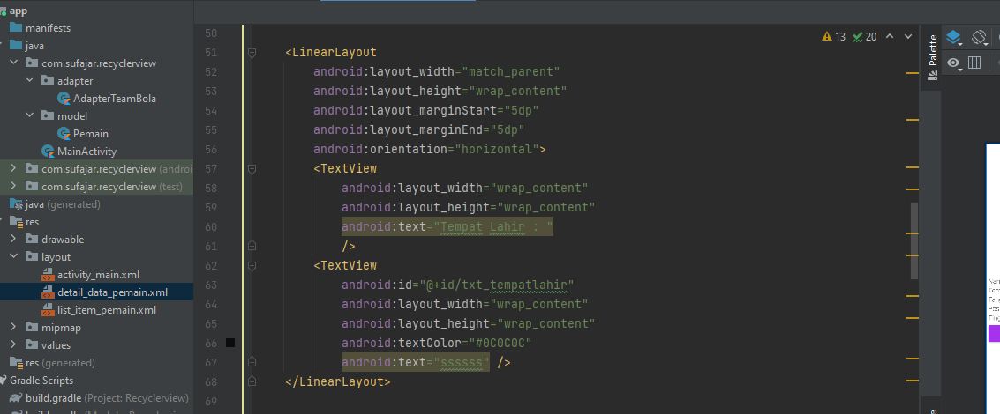 app
manifests
java
com.sufajar.recyclerview
adapter
AdapterTeamBola
model
Pemain
MainActivity
com.sufajar.recyclerview (androi
com.sufajar.recyclerview (test)
java (generated)
res
drawable
layout
activity_main.xml
detail_data_pemain.xml
list_item_pemain.xml
mipmap
values
res (generated)
Gradle Scripts
build.gradle (Project: Recyclerview)
13 20
50
51 <LinearLayout
52 android:layout_width="match_parent"
53 android:layout_height="wrap_content"
54 android:layout_marginStart="5dp"
55 android:layout_marginEnd="5dp"
56 android:orientation="horizontal">
57 <TextView
58 android:layout_width="wrap_content"
59 android:layout_height="wrap_content"
60 android:text="Tempat Lahir : "
61 />
62 <TextView
63 android:id="@+id/txt_tempatlahir"
64 android:layout_width="wrap_content"
65 android:layout_height="wrap_content"
66 android:textColor="#0C0C0C"
67 android:text="ssssss" />
68 </LinearLayout>
69
Palette
Nam
Tem
Tan
Pos
Ting